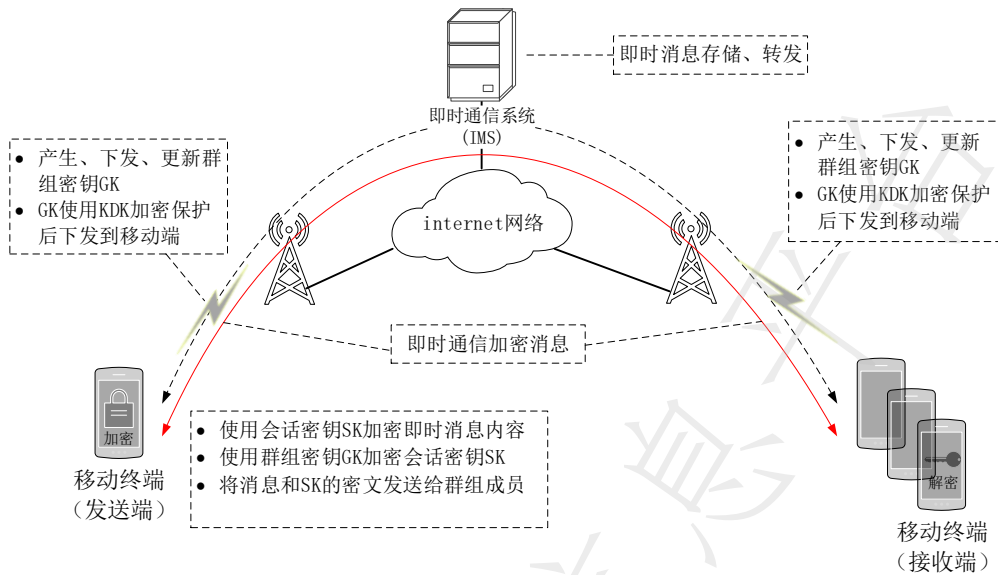 即时消息存储、转发
即时通信系统
(IMS)
● 产生、下发、更新群
组密钥GK
● GK使用KDK加密保护
后下发到移动端
● 产生、下发、更新
群组密钥GK
● GK使用KDK加密保护
后下发到移动端
internet网络
即时通信加密消息
加密
移动终端
（发送端）
● 使用会话密钥SK加密即时消息内容
● 使用群组密钥GK加密会话密钥SK
● 将消息和SK的密文发送给群组成员
解密
移动终端
（接收端）